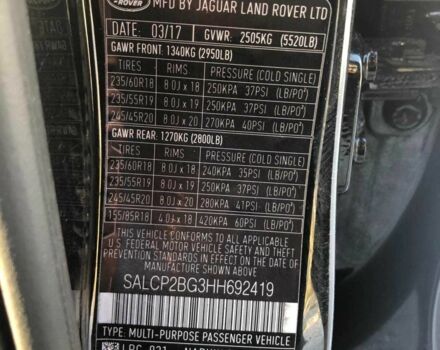 ROVER
MFD BY JAGUAR LAND ROVER LTD
DATE: 03/17 GVWR: 2505KG (5520LB)
GAWR FRONT: 1340KG (2950LB)
TIRES RIMS PRESSURE (COLD SINGLE)
235/60R18 8.0J x 18 250KPA 37PSI (LB/PO²)
235/55R19 8.0J x 19 250KPA 37PSI (LB/PO²)
245/45R20 8.0J x 20 270KPA 40PSI (LB/PO²)
GAWR REAR: 1270KG (2800LB)
TIRES RIMS PRESSURE (COLD SINGLE)
235/60R18 8.0J x 18 240KPA 35PSI (LB/PO²)
235/55R19 8.0J x 19 250KPA 37PSI (LB/PO²)
245/45R20 8.0J x 20 280KPA 41PSI (LB/PO²)
155/85R18 4.0J x 18 420KPA 60PSI (LB/PO²)
THIS VEHICLE CONFORMS TO ALL APPLICABLE
U.S. FEDERAL MOTOR VEHICLE SAFETY
THEFT PREVENTION STANDARDS IN EFFECT
ON THE DATE OF MANUFACTURE SHOWN ABOVE.
SALCP2BG3HH692419
TYPE: MULTI-PURPOSE PASSENGER VEHICLE